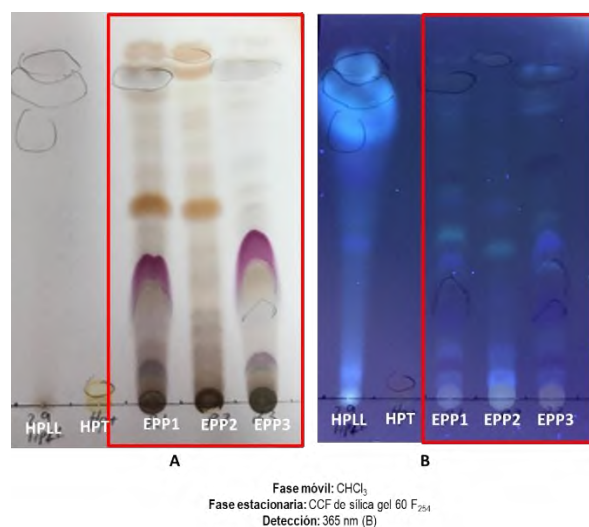 HPLL HPT EPP1 EPP2 EPP3
HPLL HPT EPP1 EPP2 EPP3
A B
Fase móvil: CHCl₃
Fase estacionaria: CCF de sílica gel 60 F₂₅₄
Detección: 365 nm (B)